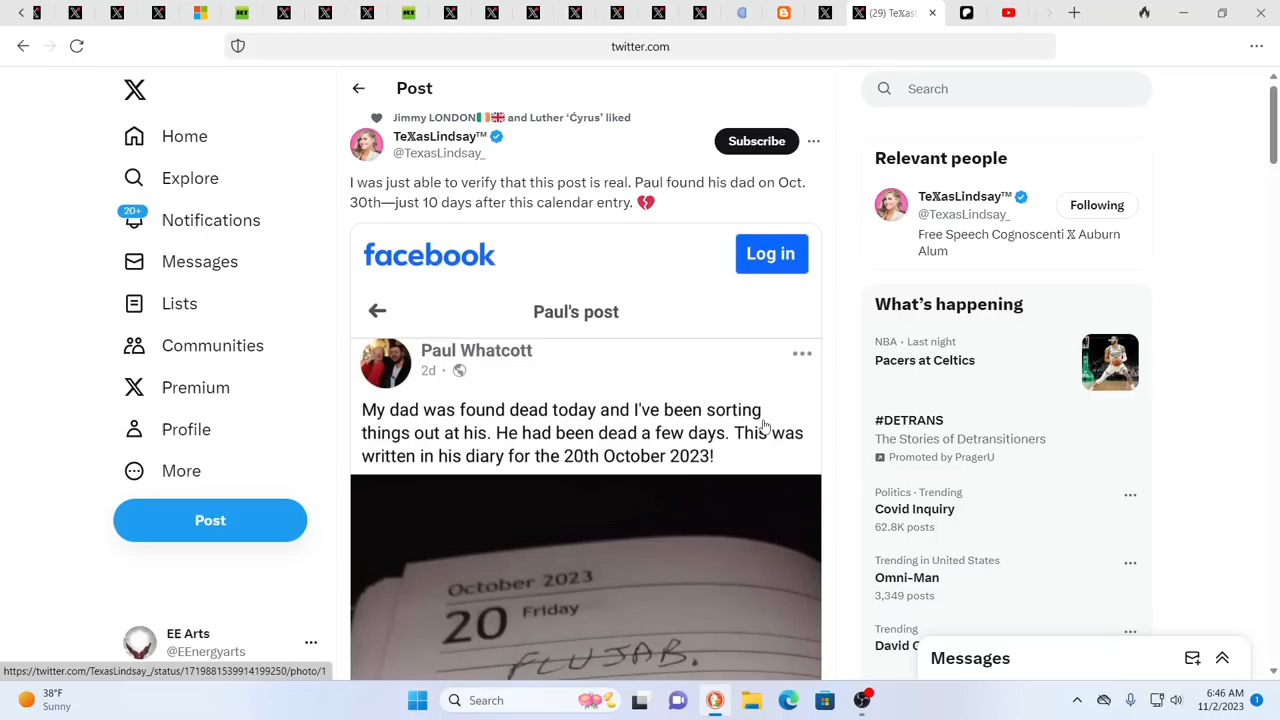 (29) TeXas
twitter.com
Home
Explore
20+
Notifications
Messages
Lists
Communities
Premium
Profile
More
Post
EE Arts
@EEnergyarts
https://twitter.com/TexasLindsay_/status/1719881539914199250/photo/1
Post
Jimmy LONDON🇮🇪🇬🇧 and Luther ‘Ćyrus’ liked
Te𝕏asLindsay™
@TexasLindsay_
Subscribe
I was just able to verify that this post is real. Paul found his dad on Oct.
30th—just 10 days after this calendar entry. 💔
facebook
Log in
Paul's post
Paul Whatcott
2d ·
My dad was found dead today and I've been sorting
things out at his. He had been dead a few days. This was
written in his diary for the 20th October 2023!
October 2023
20 Friday
FLUJAB.
Search
Relevant people
Te𝕏asLindsay™
@TexasLindsay_
Following
Free Speech Cognoscenti 𝕏 Auburn
Alum
What’s happening
NBA · Last night
Pacers at Celtics
#DETRANS
The Stories of Detransitioners
Promoted by PragerU
Politics · Trending
Covid Inquiry
62.8K posts
Trending in United States
Omni-Man
3,349 posts
Trending
David
Messages
38°F
Sunny
Search
6:46 AM
11/2/2023
1